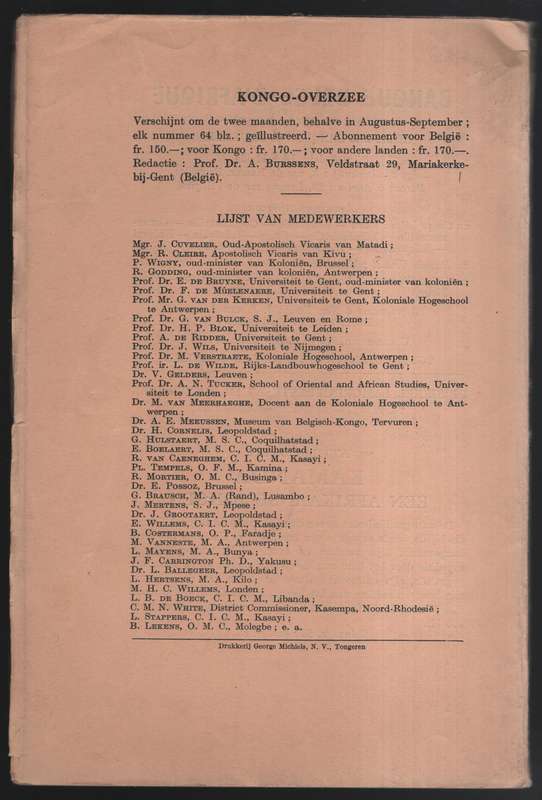 KONGO-OVERZEE
Verschijnt om de twee maanden, behalve in Augustus-September ;
elk nummer 64 blz. ; geïllustreerd. — Abonnement voor België :
fr. 150.—; voor Kongo : fr. 170.—; voor andere landen : fr. 170.—.
Redactie : Prof. Dr. A. BURSSENS, Veldstraat 29, Mariakerke-
bij-Gent (België).
LIJST VAN MEDEWERKERS
Mgr. J. CUVELIER, Oud-Apostolisch Vicaris van Matadi ;
Mgr. R. CLEIRE, Apostolisch Vicaris van Kivu ;
P. WIGNY, oud-minister van Koloniën, Brussel ;
R. GODDING, oud-minister van koloniën, Antwerpen ;
Prof. Dr. E. DE BRUYNE, Universiteit te Gent, oud-minister van koloniën ;
Prof. Dr. F. DE MÛELENAERE, Universiteit te Gent ;
Prof. Mr. G. VAN DER KERKEN, Universiteit te Gent, Koloniale Hogeschool
te Antwerpen ;
Prof. Dr. G. VAN BULCK, S. J., Leuven en Rome ;
Prof. Dr. H. P. BLOK, Universiteit te Leiden ;
Prof. A. DE RIDDER, Universiteit te Gent ;
Prof. Dr. J. WILS, Universiteit te Nijmegen ;
Prof. Dr. M. VERSTRAETE, Koloniale Hogeschool, Antwerpen ;
Prof. ir. L. DE WILDE, Rijks-Landbouwhogeschool te Gent ;
Dr. V. GELDERS, Leuven ;
Prof. Dr. A. N. TUCKER, School of Oriental and African Studies, Univer-
siteit te Londen ;
Dr. M. VAN MEERHAEGHE, Docent aan de Koloniale Hogeschool te Ant-
werpen ;
Dr. A. E. MEEUSSEN, Museum van Belgisch-Kongo, Tervuren ;
Dr. H. CORNELIS, Leopoldstad ;
G. HULSTAERT, M. S. C., Coquilhatstad ;
E. BOELAERT, M. S. C., Coquilhatstad ;
R. VAN CAENEGHEM, C. I. C. M., Kasayi ;
PL. TEMPELS, O. F. M., Kamina ;
R. MORTIER, O. M. C., Businga ;
Dr. E. POSSOZ, Brussel ;
G. BRAUSCH, M. A. (Rand), Lusambo ;
J. MERTENS, S. J., Mpese ;
Dr. J. GROOTAERT, Leopoldstad ;
E. WILLEMS, C. I. C. M., Kasayi ;
B. COSTERMANS, O. P., Faradje ;
M. VANNESTE, M. A., Antwerpen ;
L. MAYENS, M. A., Bunya ;
J. F. CARRINGTON Ph. D., Yakusu ;
Dr. L. BALLEGEER, Leopoldstad ;
L. HERTSENS, M. A., Kilo ;
M. H. C. WILLEMS, Londen ;
L. B. DE BOECK, C. I. C. M., Libanda ;
C. M. N. WHITE, District Commissioner, Kasempa, Noord-Rhodesië ;
L. STAPPERS, C. I. C. M., Kasayi ;
B. LEKENS, O. M. C., Molegbe ; e. a.
Drukkerij George Michiels, N. V., Tongeren